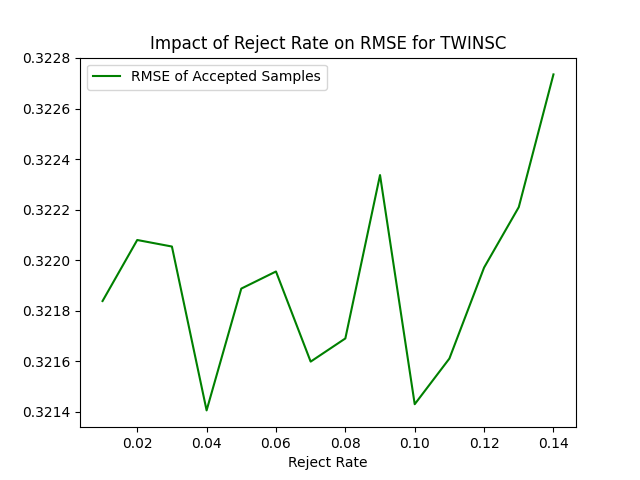 Impact of Reject Rate on RMSE for TWINSC
RMSE of Accepted Samples
0.3228
0.3226
0.3224
0.3222
0.3220
0.3218
0.3216
0.3214
0.02 0.04 0.06 0.08 0.10 0.12 0.14
Reject Rate